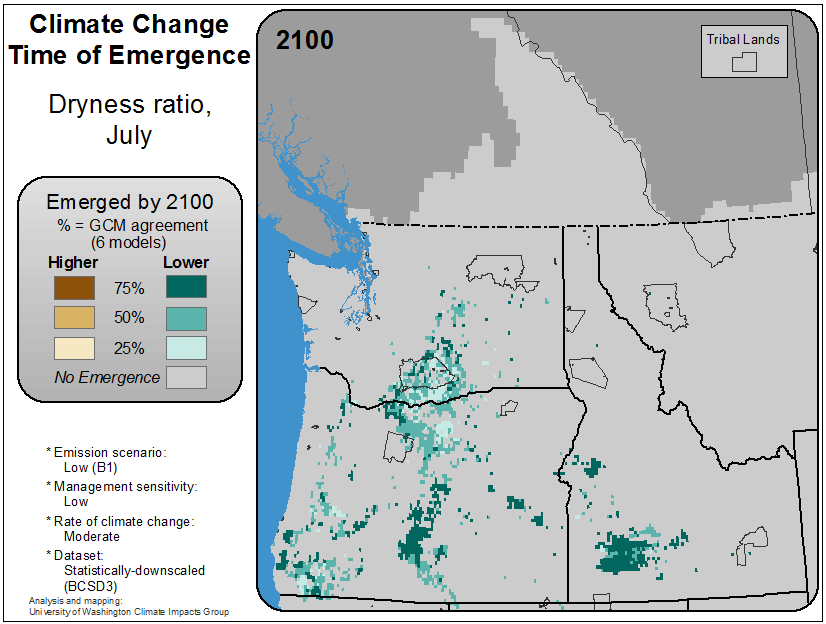 Climate Change
Time of Emergence
Dryness ratio,
July
Emerged by 2100
% = GCM agreement
(6 models)
Higher Lower
75%
50%
25%
No Emergence
* Emission scenario:
Low (B1)
* Management sensitivity:
Low
* Rate of climate change:
Moderate
* Dataset:
Statistically-downscaled
(BCSD3)
Analysis and mapping:
University of Washington Climate Impacts Group
2100
Tribal Lands